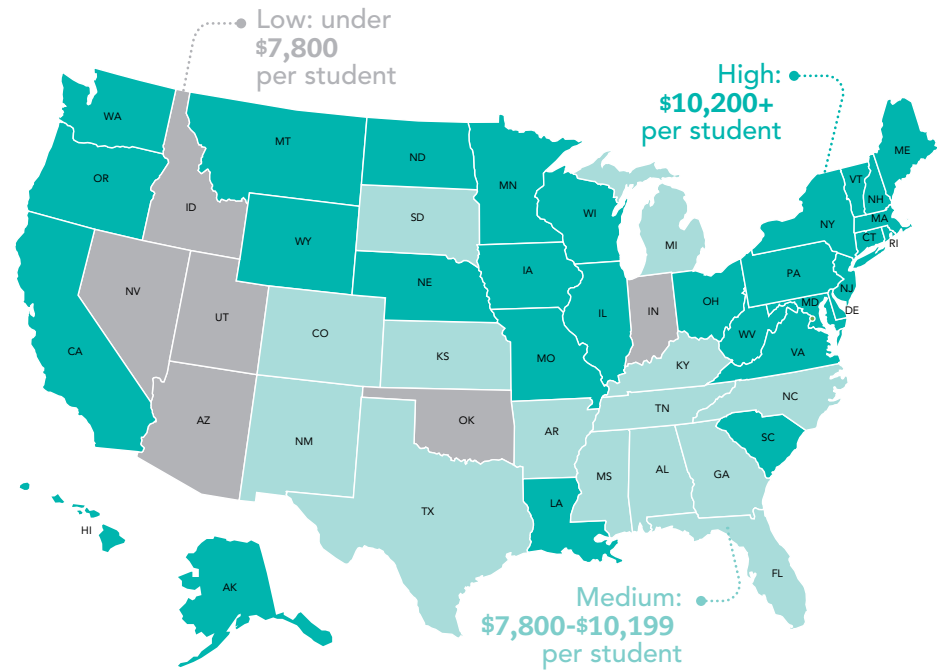 Low: under
$7,800
per student
High:
$10,200+
per student
WA
MT
ND
MN
ME
OR
ID
SD
WI
VT
NH
NY
MA
CT
RI
MI
WY
IA
NE
PA
NJ
NV
UT
CO
KS
IL
IN
OH
MD
DE
WV
VA
CA
MO
KY
NC
AZ
NM
OK
AR
TN
SC
MS
AL
GA
TX
LA
HI
AK
FL
Medium:
$7,800-$10,199
per student